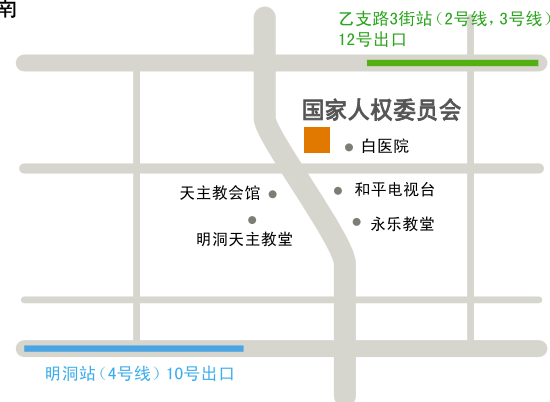 南
乙支路3街站（2号线，3号线）
12号出口
国家人权委员会
白医院
天主教会馆
和平电视台
永乐教堂
明洞天主教堂
明洞站（4号线）10号出口